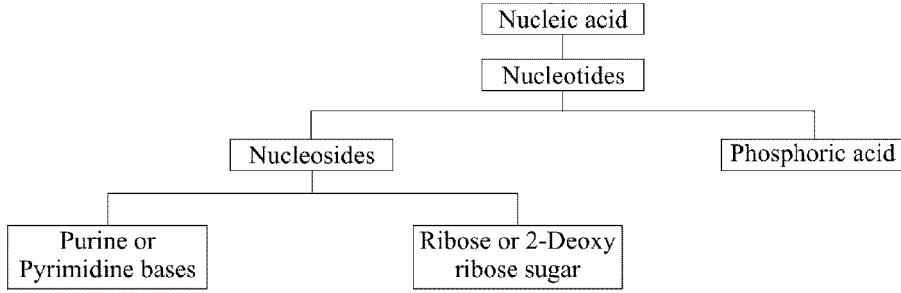 Nucleic acid
Nucleotides
Nucleosides
Phosphoric acid
Purine or
Pyrimidine bases
Ribose or 2-Deoxy
ribose sugar